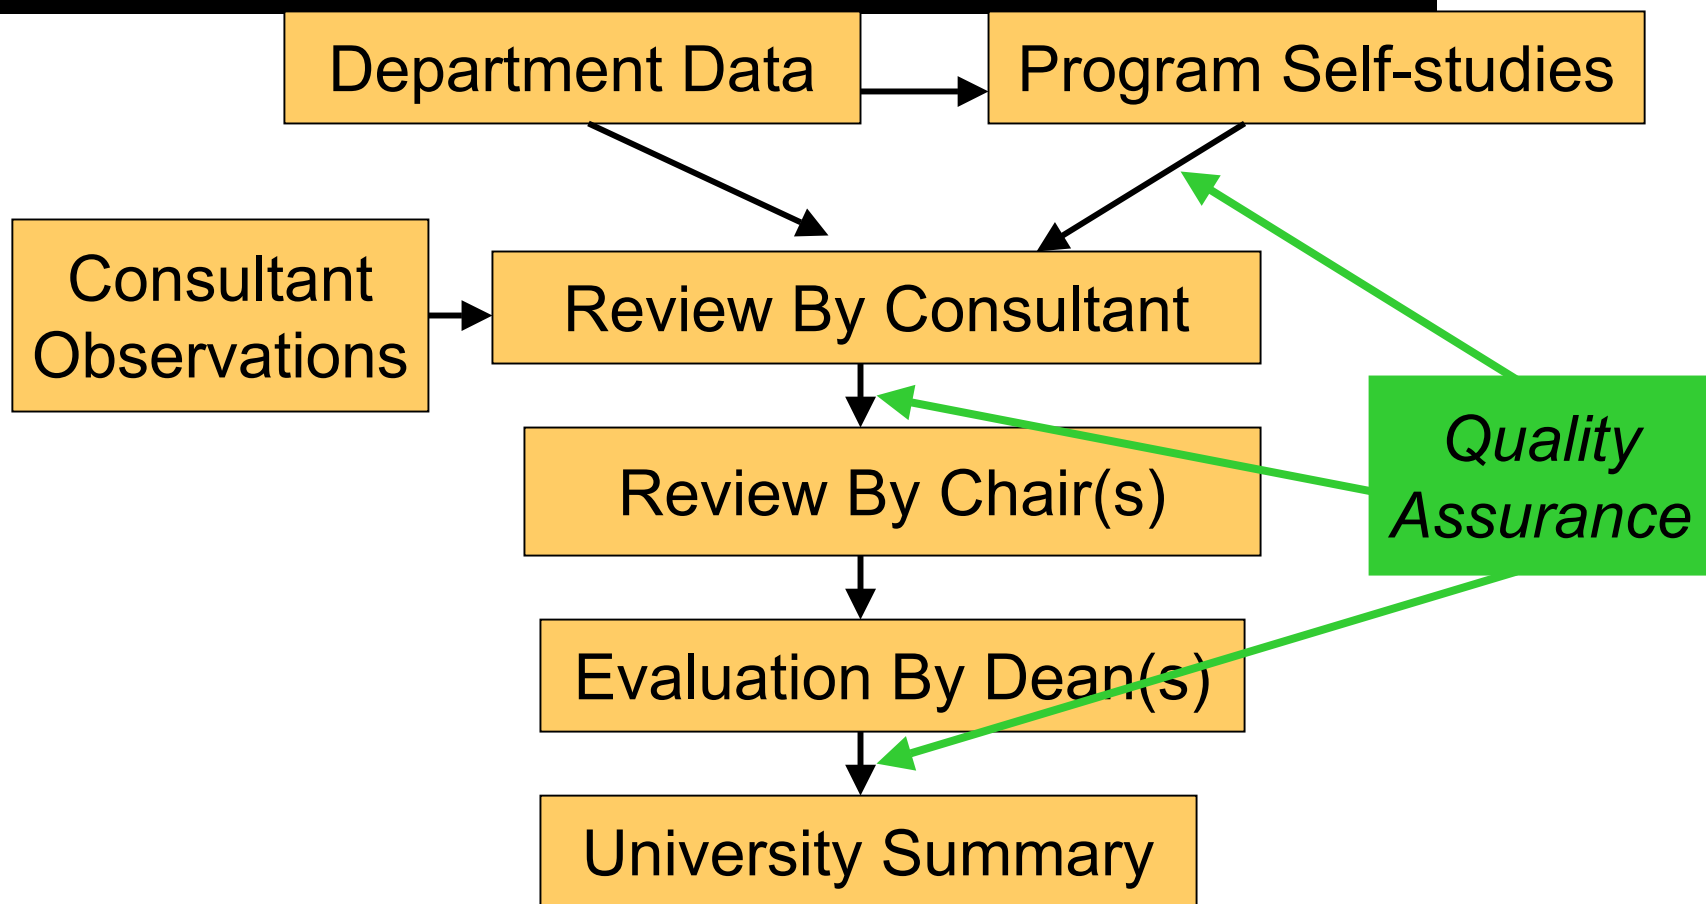 Department Data
Program Self-studies
Consultant
Observations
Review By Consultant
Quality
Assurance
Review By Chair(s)
Evaluation By Dean(s)
University Summary